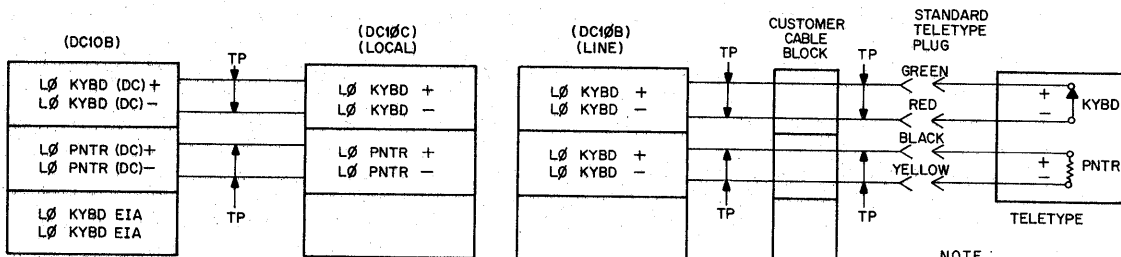 (DC10B)
TP
LØ KYBD (DC)+
LØ KYBD (DC)−
LØ PNTR (DC)+
LØ PNTR (DC)−
LØ KYBD EIA
LØ KYBD EIA
TP
(DC1ØC)
(LOCAL)
LØ KYBD +
LØ KYBD −
LØ PNTR +
LØ PNTR −
(DC1ØB)
(LINE)
LØ KYBD +
LØ KYBD −
LØ KYBD +
LØ KYBD −
TP
TP
CUSTOMER
CABLE
BLOCK
TP
TP
STANDARD
TELETYPE
PLUG
GREEN
RED
BLACK
YELLOW
+
−
KYBD
+
−
PNTR
TELETYPE
NOTE: